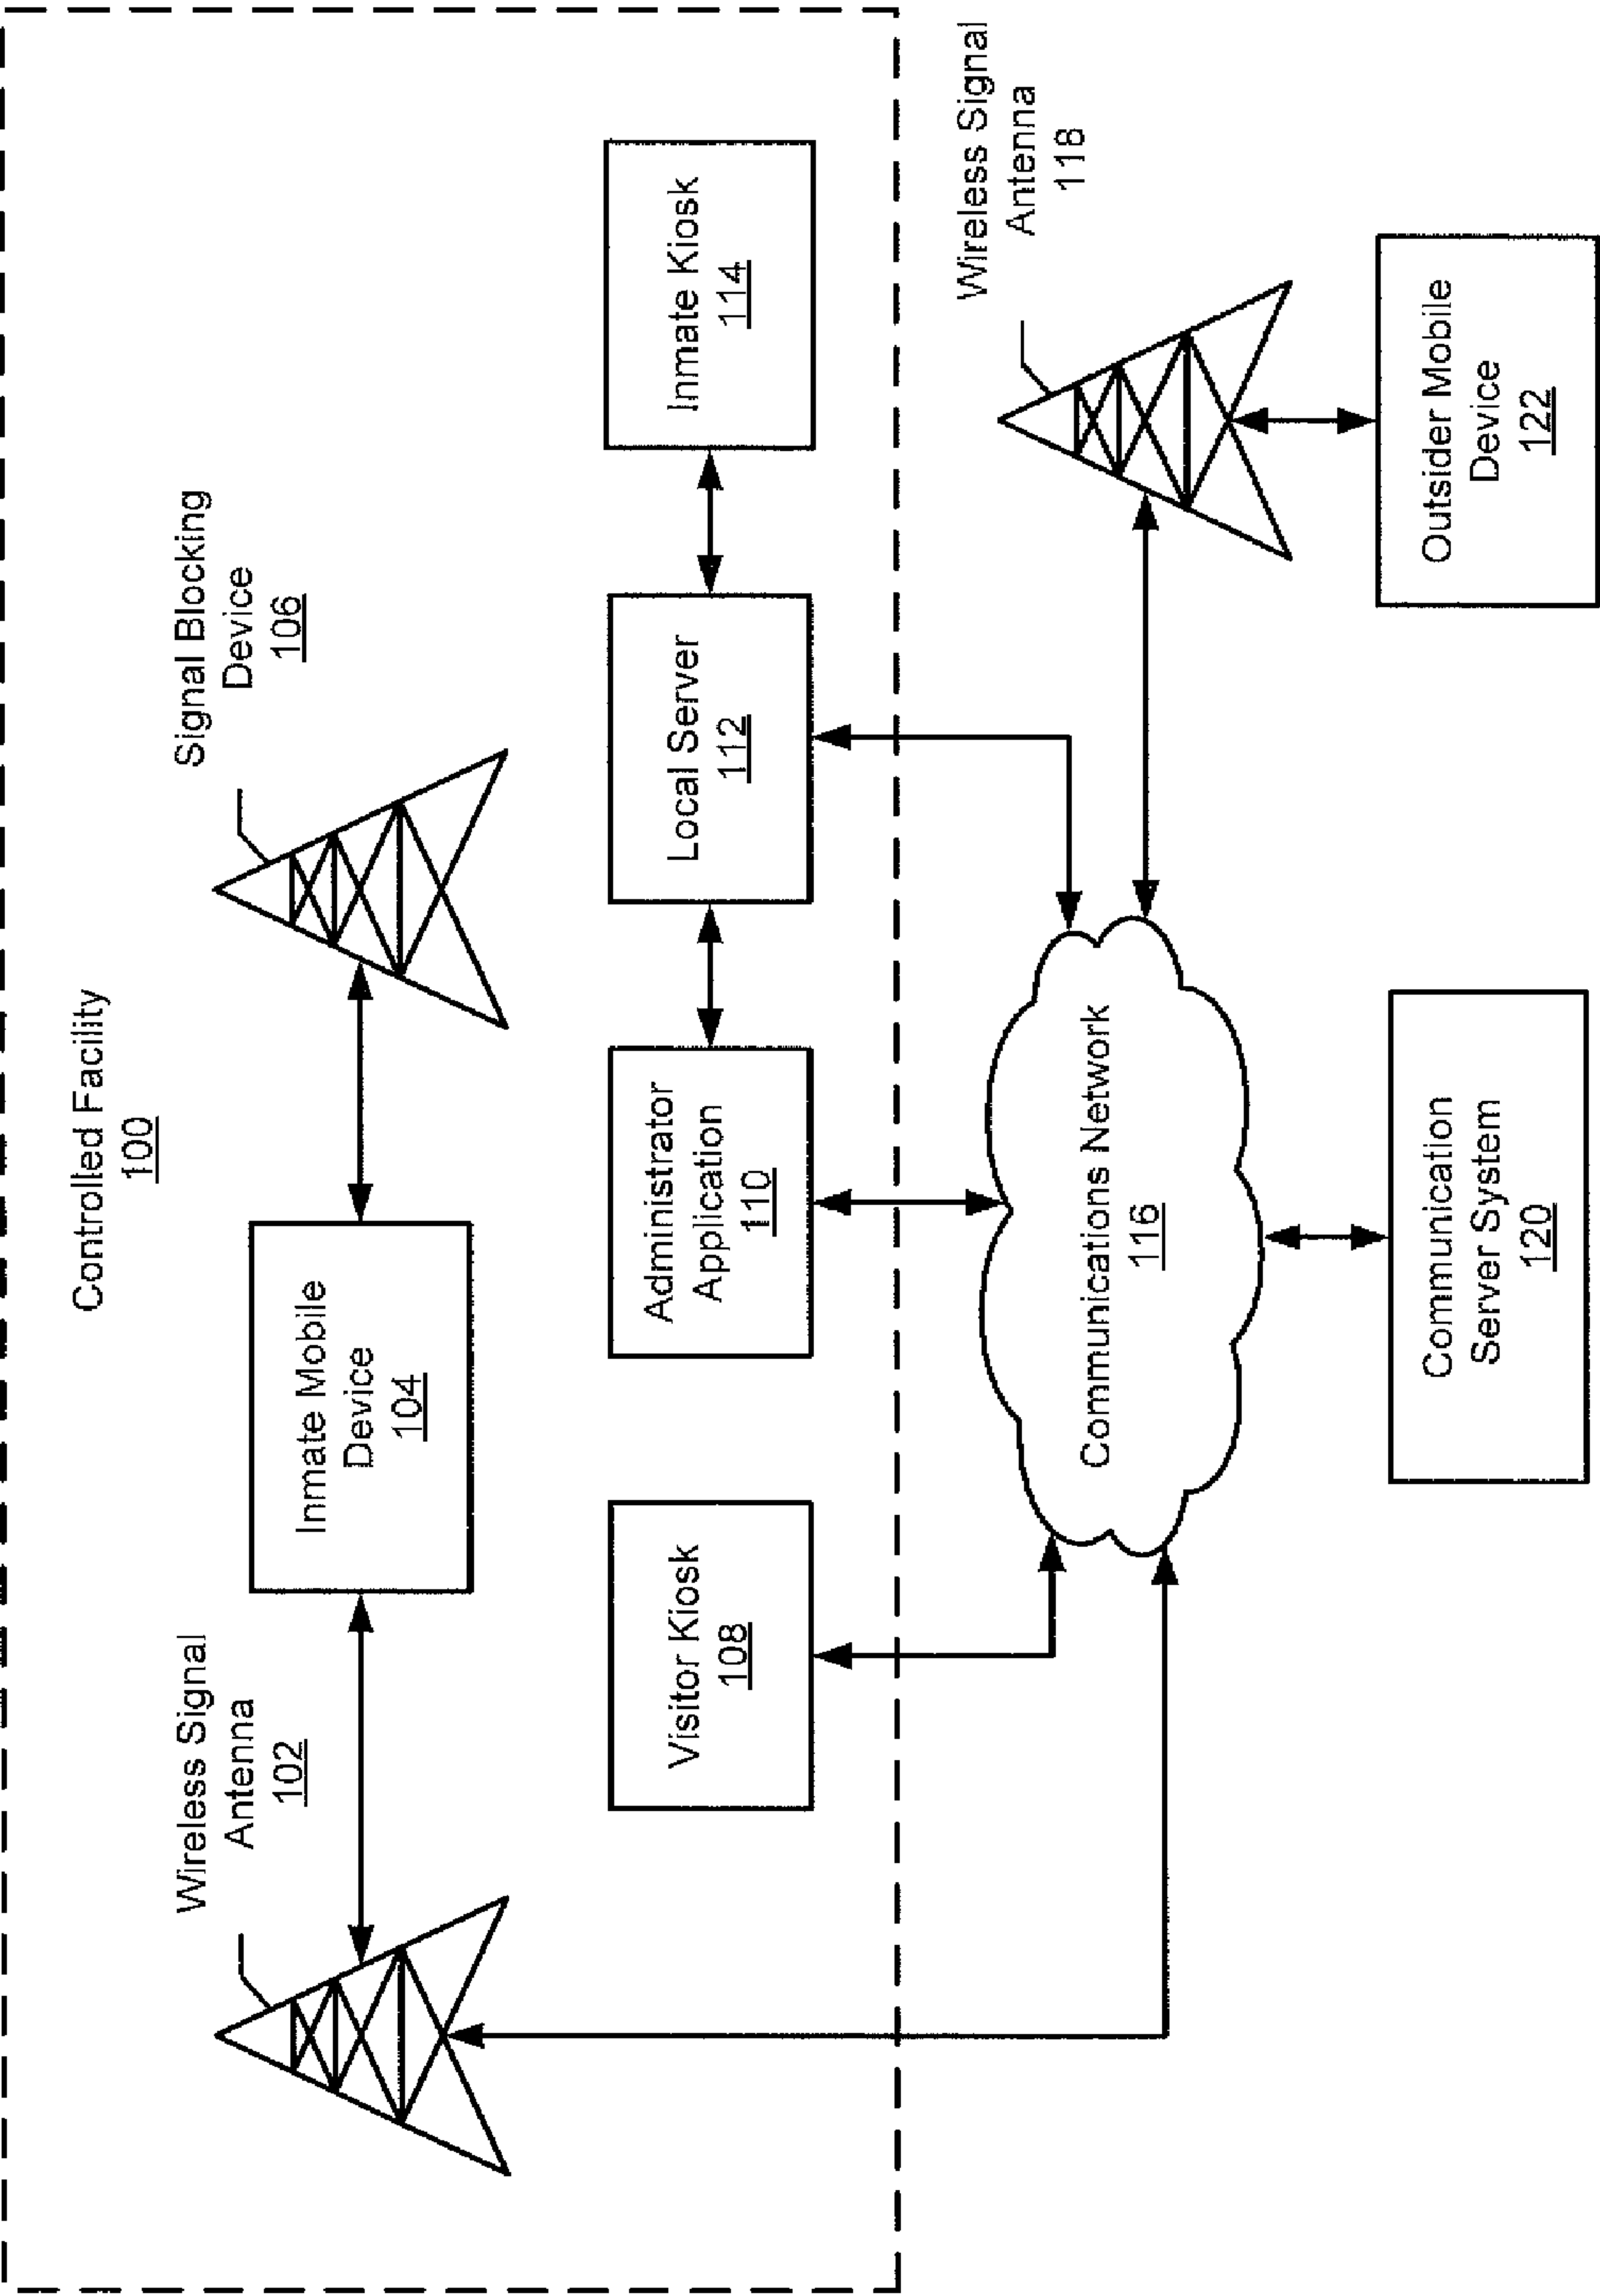 Controlled Facility
100
Wireless Signal
Antenna
102
Signal Blocking
Device
106
Inmate Mobile
Device
104
Visitor Kiosk
108
Administrator
Application
110
Local Server
112
Inmate Kiosk
114
Wireless Signal
Antenna
118
Communications Network
116
Communication
Server System
120
Outsider Mobile
Device
122